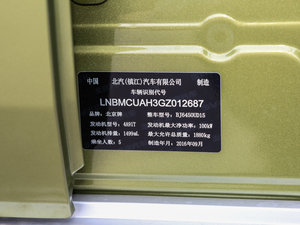 中国 北汽(镇江)汽车有限公司 制造
车辆识别代号
LNBMCUAH3GZ012687
品牌：北京牌 整车型号：BJ6450UD1S
发动机型号：4A91T 发动机最大净功率：100kW
发动机排量：1499mL 最大允许总质量：1880kg
乘坐人数：5 制造年月：2016年09月